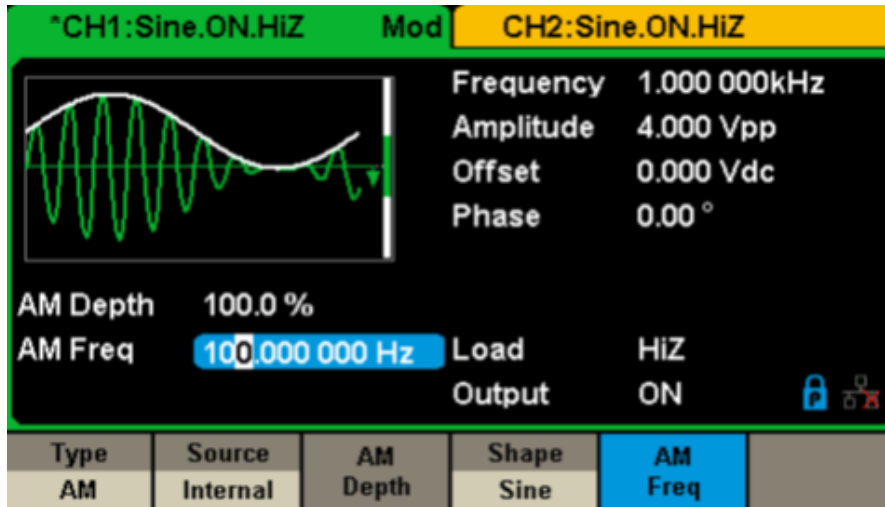 *CH1:Sine.ON.HiZ Mod CH2:Sine.ON.HiZ
Frequency 1.000 000kHz
Amplitude 4.000 Vpp
Offset 0.000 Vdc
Phase 0.00 °
AM Depth 100.0 %
AM Freq 100.000 000 Hz Load HiZ
Output ON P
Type Source AM Shape AM
AM Internal Depth Sine Freq